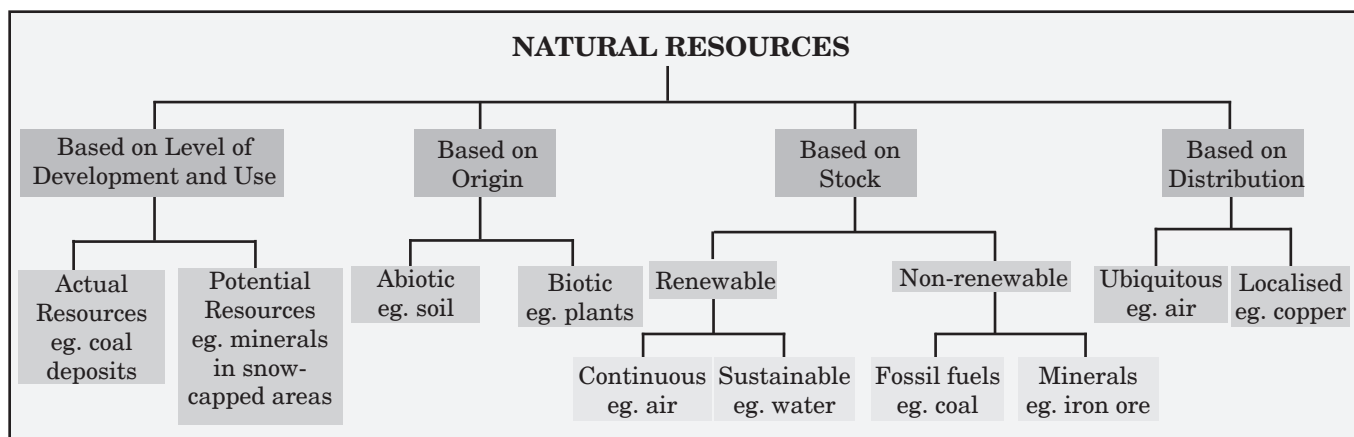 NATURAL RESOURCES
Based on Level of
Development and Use
Based on
Origin
Based on
Stock
Based on
Distribution
Actual
Resources
eg. coal
deposits
Potential
Resources
eg. minerals
in snow-
capped areas
Abiotic
eg. soil
Biotic
eg. plants
Renewable
Non-renewable
Ubiquitous
eg. air
Localised
eg. copper
Continuous
eg. air
Sustainable
eg. water
Fossil fuels
eg. coal
Minerals
eg. iron ore